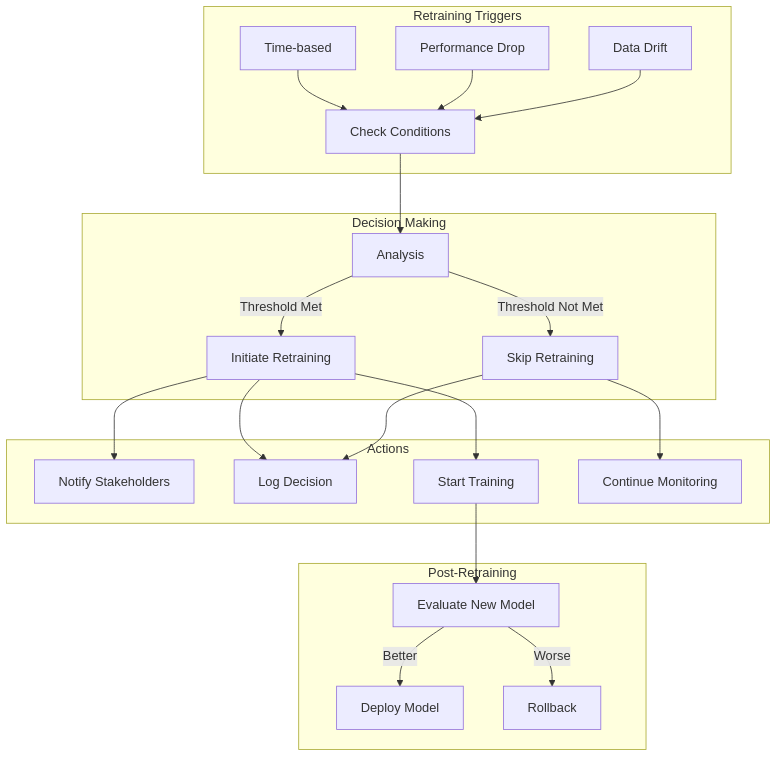 Retraining Triggers
Time-based
Performance Drop
Data Drift
Check Conditions
Decision Making
Analysis
Threshold Met
Threshold Not Met
Initiate Retraining
Skip Retraining
Actions
Notify Stakeholders
Log Decision
Start Training
Continue Monitoring
Post-Retraining
Evaluate New Model
Better
Worse
Deploy Model
Rollback